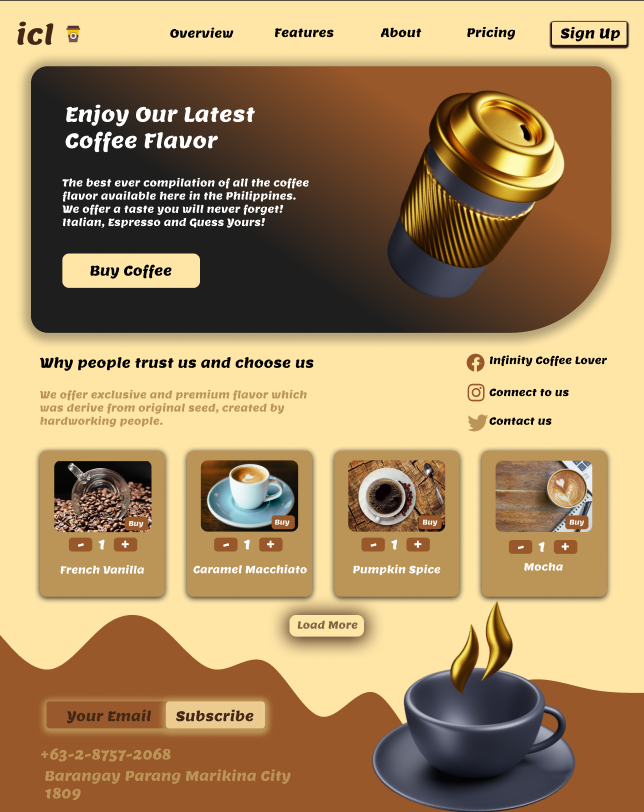 icl
Overview
Features
About
Pricing
Sign Up
Enjoy Our Latest
Coffee Flavor
The best ever compilation of all the coffee
flavor available here in the Philippines.
We offer a taste you will never forget!
Italian, Espresso and Guess Yours!
Buy Coffee
Why people trust us and choose us
We offer exclusive and premium flavor which
was derive from original seed, created by
hardworking people.
Infinity Coffee Lover
Connect to us
Contact us
Buy
- 1 +
French Vanilla
Buy
- 1 +
Caramel Macchiato
Buy
- 1 +
Pumpkin Spice
Buy
- 1 +
Mocha
Load More
Your Email
Subscribe
+63-2-8757-2068
Barangay Parang Marikina City
1809